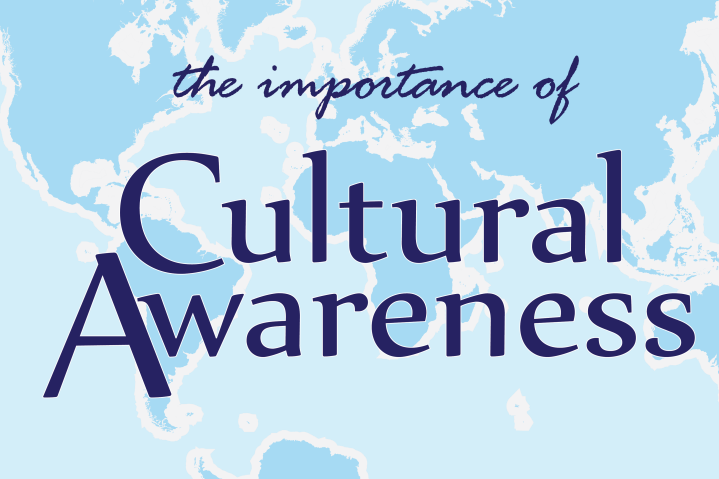 the importance of
Cultural
Awareness